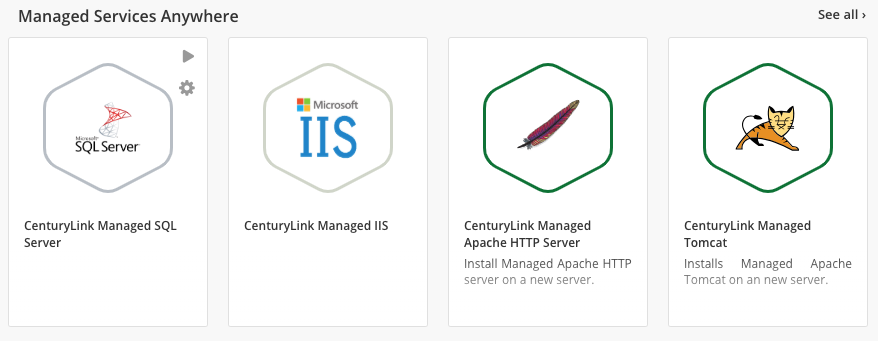 Managed Services Anywhere
See all ›
Microsoft
SQL Server
Microsoft
IIS
CenturyLink Managed SQL
Server
CenturyLink Managed IIS
CenturyLink Managed
Apache HTTP Server
Install Managed Apache HTTP
server on a new server.
CenturyLink Managed
Tomcat
Installs Managed Apache
Tomcat on an new server.